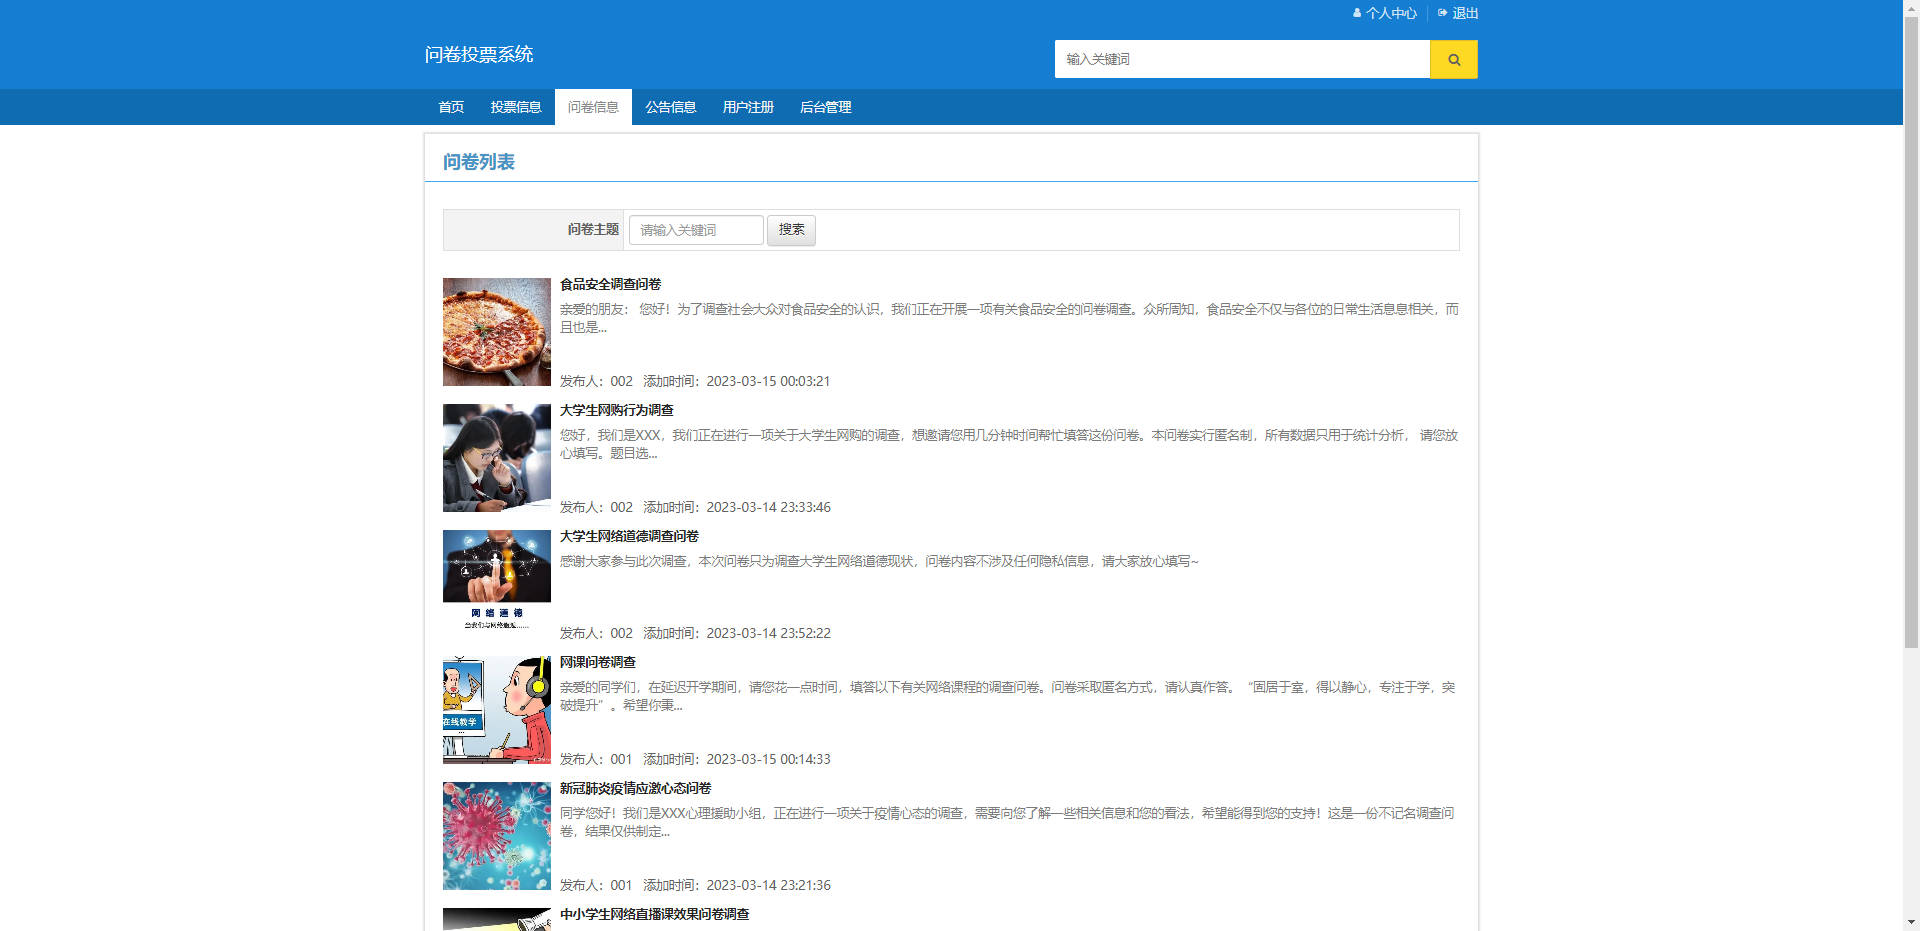 个人中心 退出
问卷投票系统
输入关键词
首页 投票信息 问卷信息 公告信息 用户注册 后台管理
问卷列表
问卷主题 请输入关键词 搜索
食品安全调查问卷
亲爱的朋友： 您好！为了调查社会大众对食品安全的认识，我们正在开展一项有关食品安全的问卷调查。众所周知，食品安全不仅与各位的日常生活息息相关，而
且也是...
发布人：002 添加时间：2023-03-15 00:03:21
大学生网购行为调查
您好，我们是XXX，我们正在进行一项关于大学生网购的调查，想邀请您用几分钟时间帮忙填答这份问卷。本问卷实行匿名制，所有数据只用于统计分析， 请您放
心填写。题目选...
发布人：002 添加时间：2023-03-14 23:33:46
大学生网络道德调查问卷
感谢大家参与此次调查，本次问卷只为调查大学生网络道德现状，问卷内容不涉及任何隐私信息，请大家放心填写~
网络道德
当我们与网络邂逅......
发布人：002 添加时间：2023-03-14 23:52:22
网课问卷调查
亲爱的同学们，在延迟开学期间，请您花一点时间，填答以下有关网络课程的调查问卷。问卷采取匿名方式，请认真作答。“固居于室，得以静心，专注于学，突
破提升”。希望你秉...
在线教学
发布人：001 添加时间：2023-03-15 00:14:33
新冠肺炎疫情应激心态问卷
同学您好！我们是XXX心理援助小组，正在进行一项关于疫情心态的调查，需要向您了解一些相关信息和您的看法，希望能得到您的支持！这是一份不记名调查问
卷，结果仅供制定...
发布人：001 添加时间：2023-03-14 23:21:36
中小学生网络直播课效果问卷调查